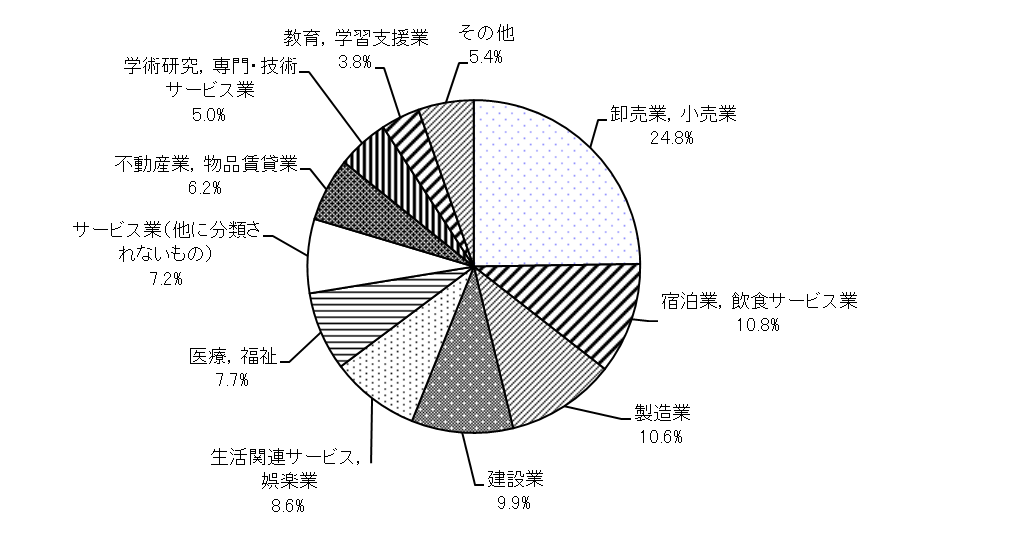 卸売業，小売業
24.8%
宿泊業，飲食サービス業
10.8%
製造業
10.6%
建設業
9.9%
生活関連サービス，
娯楽業
8.6%
医療，福祉
7.7%
サービス業（他に分類さ
れないもの）
7.2%
不動産業，物品賃貸業
6.2%
学術研究，専門・技術
サービス業
5.0%
教育，学習支援業
3.8%
その他
5.4%